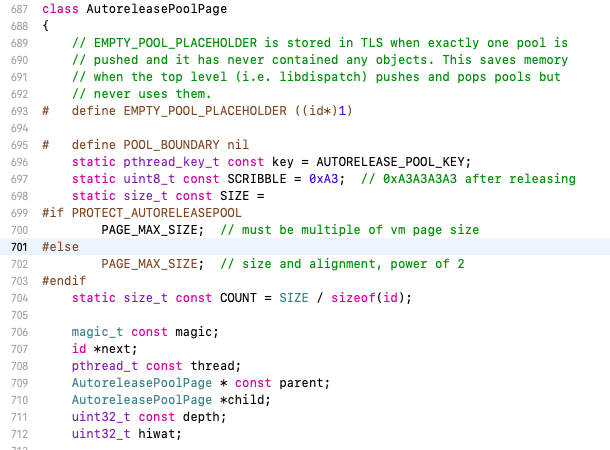 687 class AutoreleasePoolPage
688 {
689     // EMPTY_POOL_PLACEHOLDER is stored in TLS when exactly one pool is
690     // pushed and it has never contained any objects. This saves memory
691     // when the top level (i.e. libdispatch) pushes and pops pools but
692     // never uses them.
693 #   define EMPTY_POOL_PLACEHOLDER ((id*)1)
694
695 #   define POOL_BOUNDARY nil
696     static pthread_key_t const key = AUTORELEASE_POOL_KEY;
697     static uint8_t const SCRIBBLE = 0xA3;  // 0xA3A3A3A3 after releasing
698     static size_t const SIZE =
699 #if PROTECT_AUTORELEASEPOOL
700         PAGE_MAX_SIZE;  // must be multiple of vm page size
701 #else
702         PAGE_MAX_SIZE;  // size and alignment, power of 2
703 #endif
704     static size_t const COUNT = SIZE / sizeof(id);
705
706     magic_t const magic;
707     id *next;
708     pthread_t const thread;
709     AutoreleasePoolPage * const parent;
710     AutoreleasePoolPage *child;
711     uint32_t const depth;
712     uint32_t hiwat;